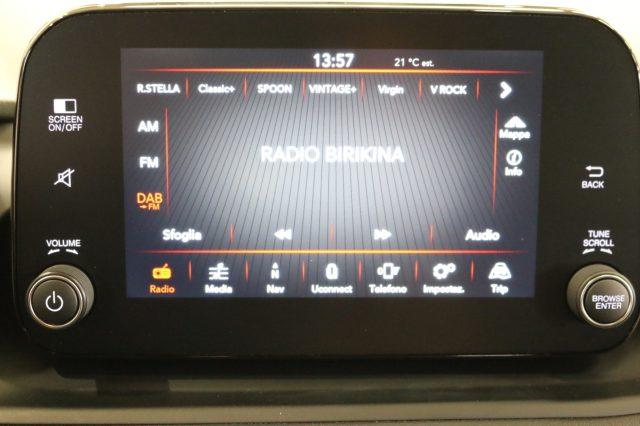 13:57 21 °C est.
R.STELLA Classic+ SPOON VINTAGE+ Virgin V ROCK
SCREEN
ON/OFF
AM
Mappa
RADIO BIRIKINA
FM
Info
BACK
DAB
→FM
Sfoglia Audio
VOLUME
TUNE
SCROLL
N
Radio Media Nav Uconnect Telefono Impostaz. Trip
BROWSE
ENTER